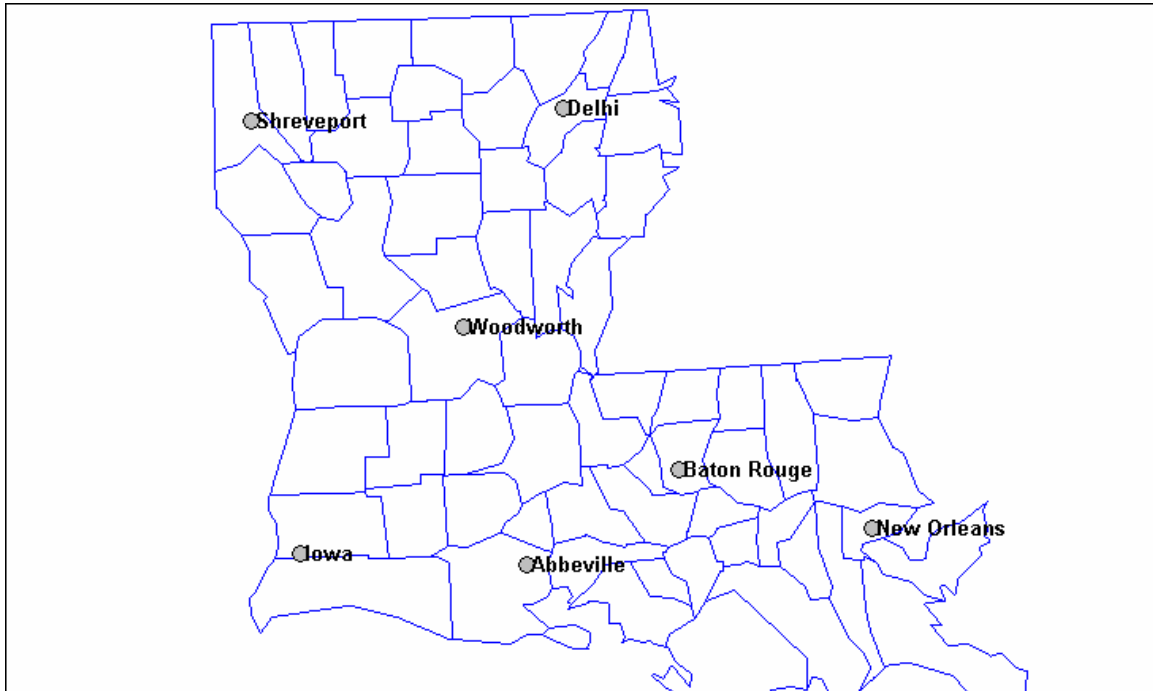 Delhi
Shreveport
Woodworth
Baton Rouge
New Orleans
Iowa
Abbeville